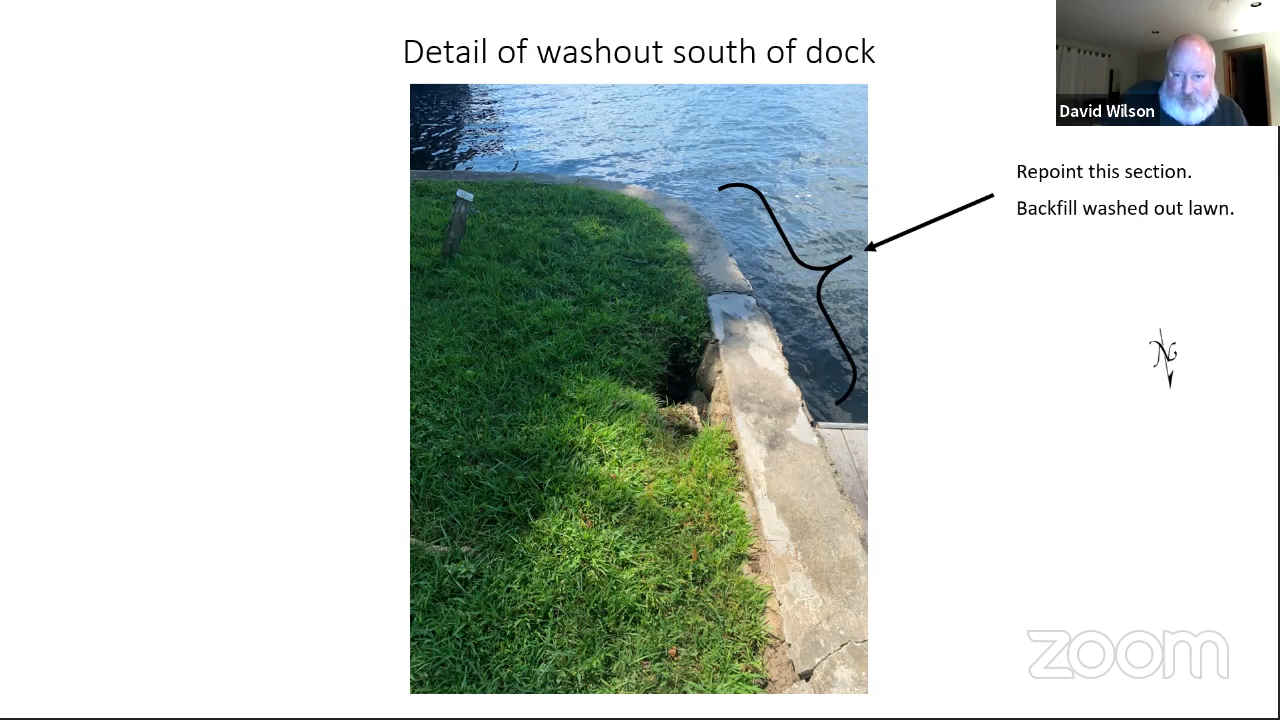 Detail of washout south of dock
David Wilson
Repoint this section.
Backfill washed out lawn.
N
zoom